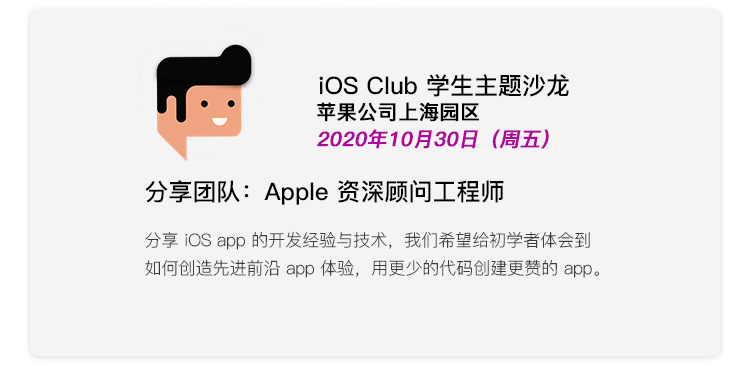 iOS Club 学生主题沙龙
苹果公司上海园区
2020年10月30日（周五）
分享团队：Apple 资深顾问工程师
分享 iOS app 的开发经验与技术，我们希望给初学者体会到
如何创造先进前沿 app 体验，用更少的代码创建更赞的 app。